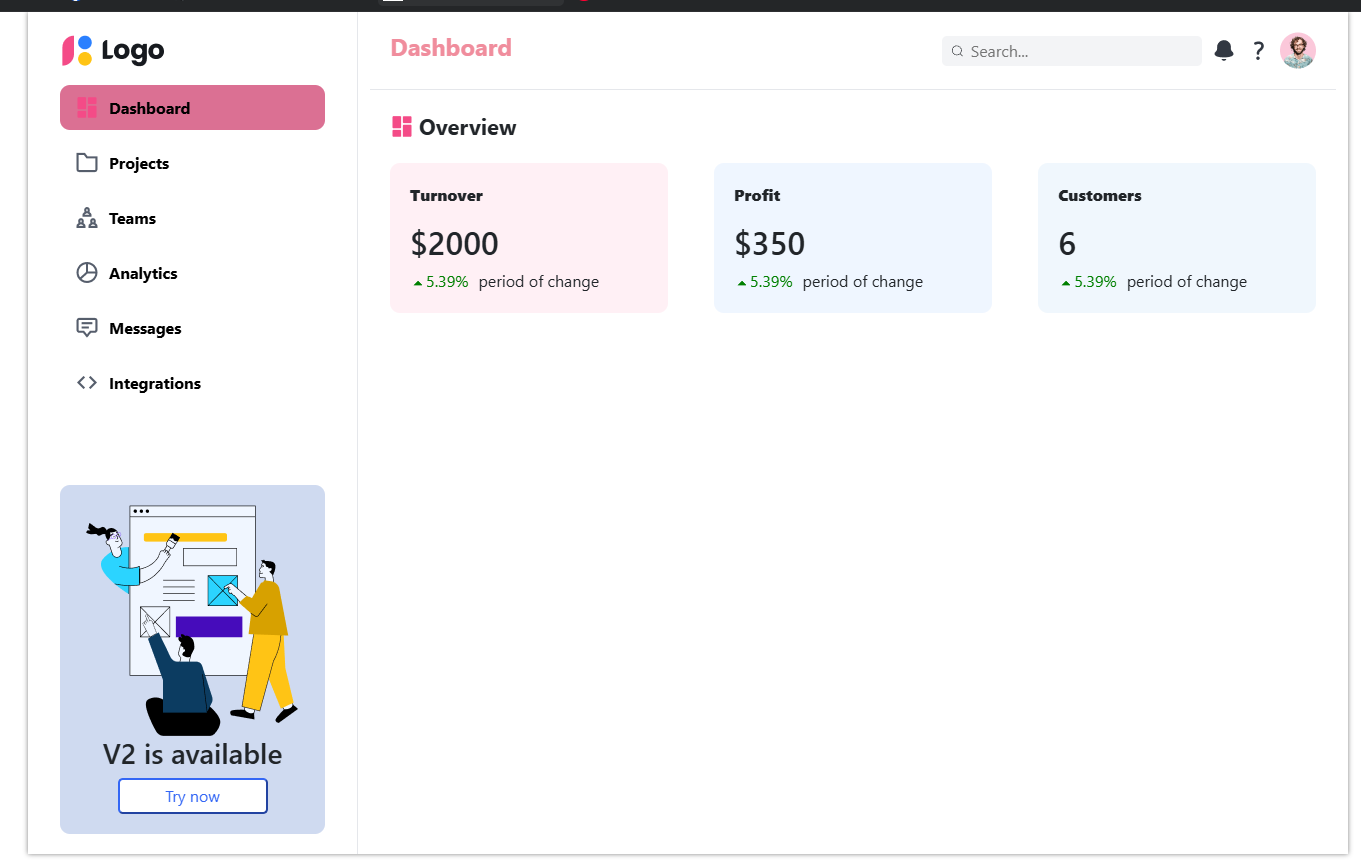 Logo
Dashboard
Projects
Teams
Analytics
Messages
Integrations
V2 is available
Try now
Dashboard
Search...
?
Overview
Turnover
$2000
5.39% period of change
Profit
$350
5.39% period of change
Customers
6
5.39% period of change